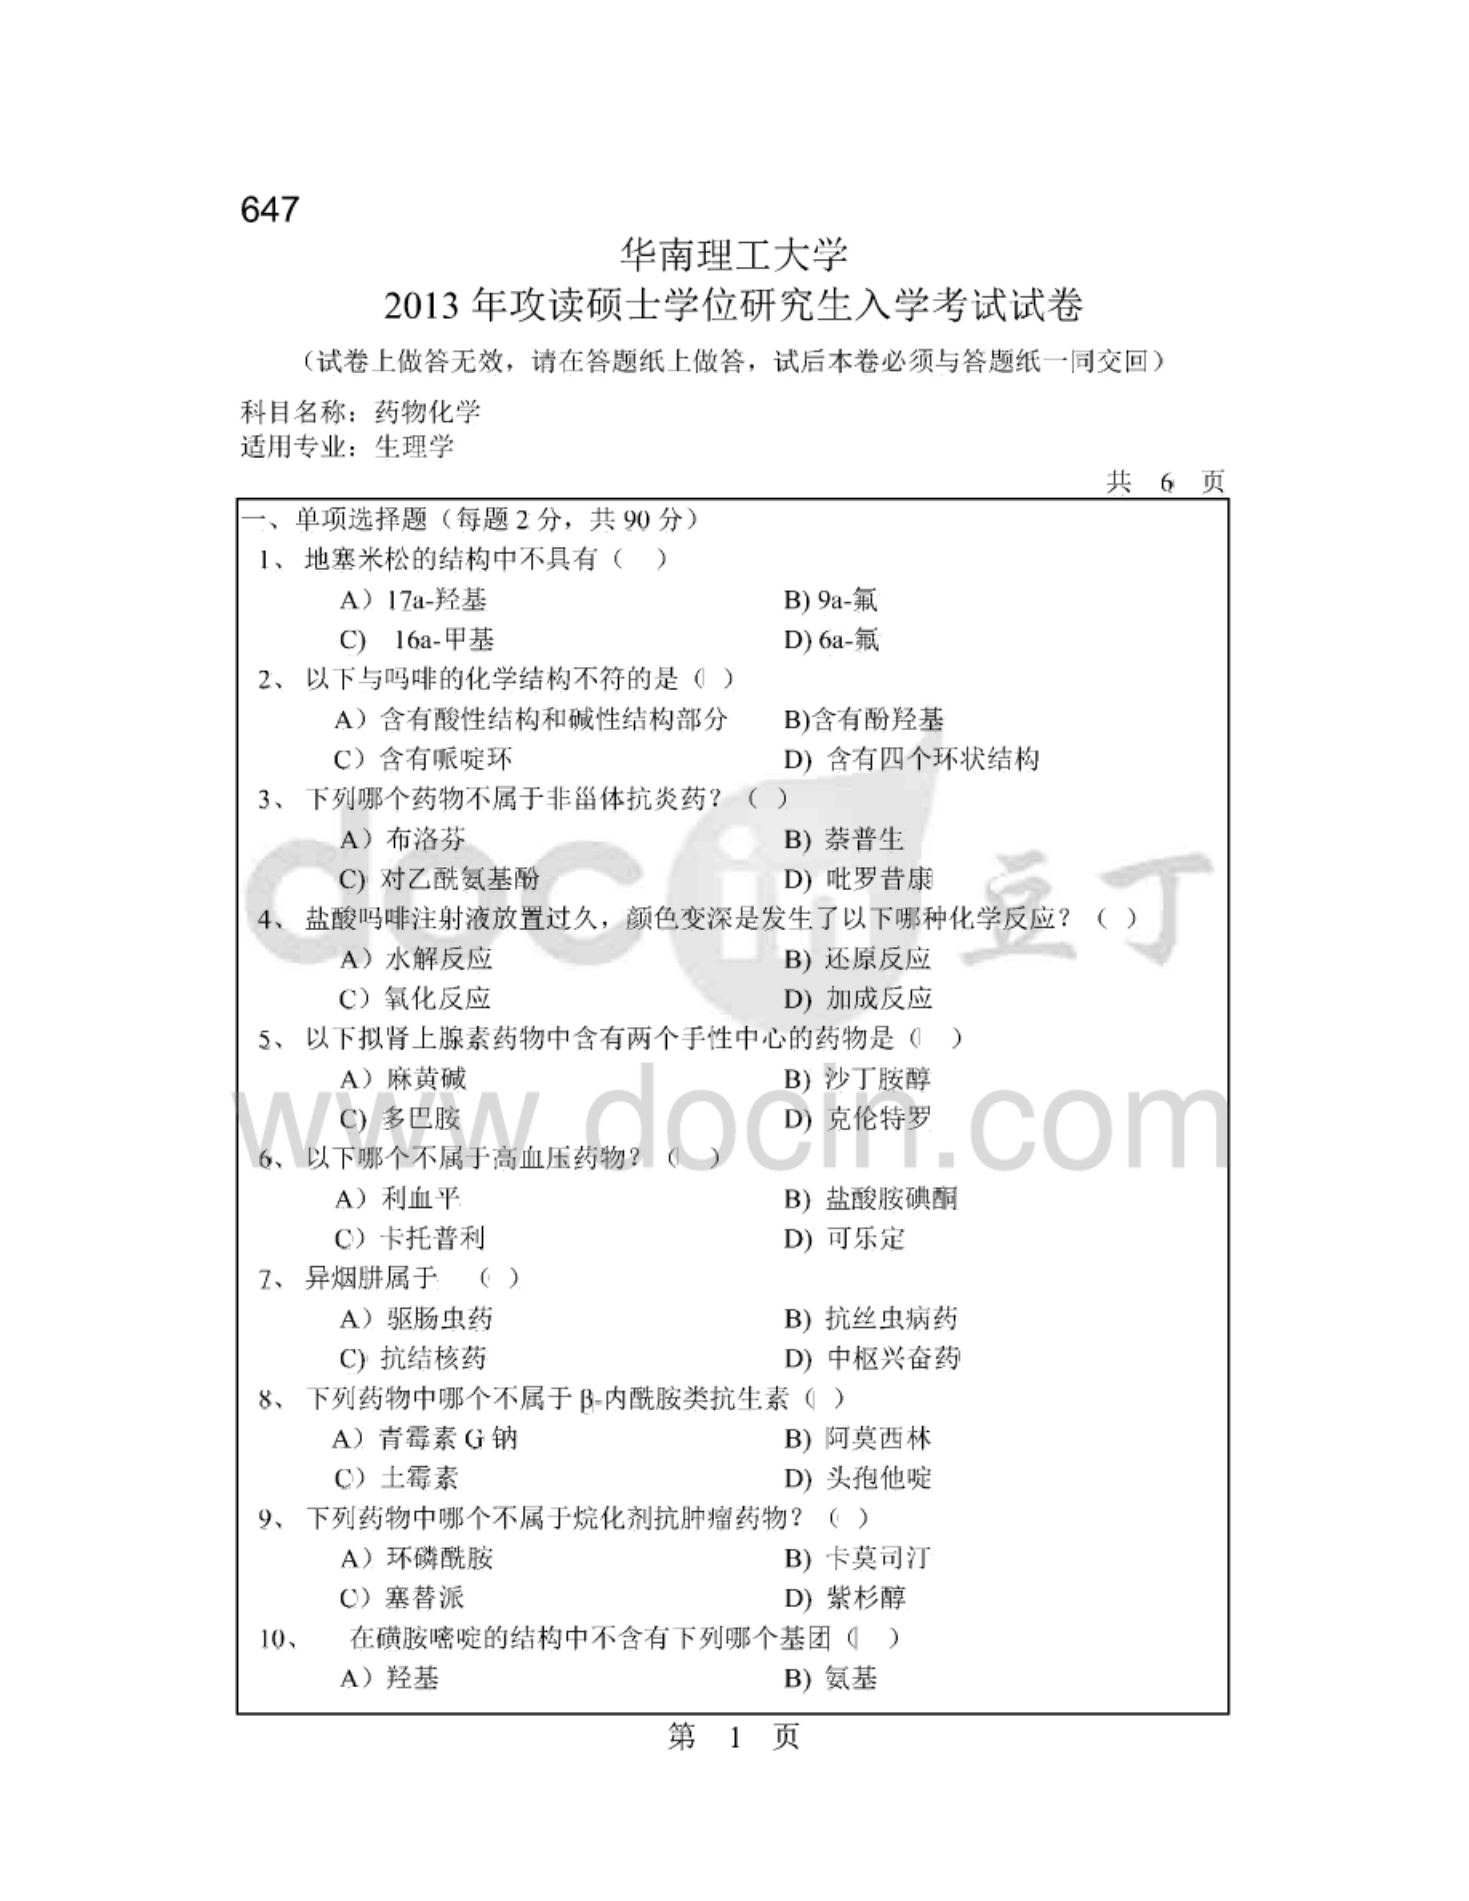 647
华南理工大学
2013 年攻读硕士学位研究生入学考试试卷
（试卷上做答无效，请在答题纸上做答，试后本卷必须与答题纸一同交回）
科目名称：药物化学
适用专业：生理学
共 6 页
一、单项选择题（每题 2 分，共 90 分）
1、 地塞米松的结构中不具有（ ）
A）17a-羟基 B) 9a-氟
C) 16a-甲基 D) 6a-氟
2、 以下与吗啡的化学结构不符的是（ ）
A）含有酸性结构和碱性结构部分 B)含有酚羟基
C）含有哌啶环 D) 含有四个环状结构
3、 下列哪个药物不属于非甾体抗炎药？（ ）
A）布洛芬 B) 萘普生
C) 对乙酰氨基酚 D) 吡罗昔康
4、 盐酸吗啡注射液放置过久，颜色变深是发生了以下哪种化学反应？（ ）
A）水解反应 B) 还原反应
C）氧化反应 D) 加成反应
5、 以下拟肾上腺素药物中含有两个手性中心的药物是（ ）
A）麻黄碱 B) 沙丁胺醇
C) 多巴胺 D) 克伦特罗
6、 以下哪个不属于高血压药物？（ ）
A）利血平 B) 盐酸胺碘酮
C）卡托普利 D) 可乐定
7、 异烟肼属于 （ ）
A）驱肠虫药 B) 抗丝虫病药
C) 抗结核药 D) 中枢兴奋药
8、 下列药物中哪个不属于 β-内酰胺类抗生素（ ）
A）青霉素 G 钠 B) 阿莫西林
C）土霉素 D) 头孢他啶
9、 下列药物中哪个不属于烷化剂抗肿瘤药物？（ ）
A）环磷酰胺 B) 卡莫司汀
C）塞替派 D) 紫杉醇
10、 在磺胺嘧啶的结构中不含有下列哪个基团（ ）
A）羟基 B) 氨基
第 1 页
docin 豆丁
www.docin.com